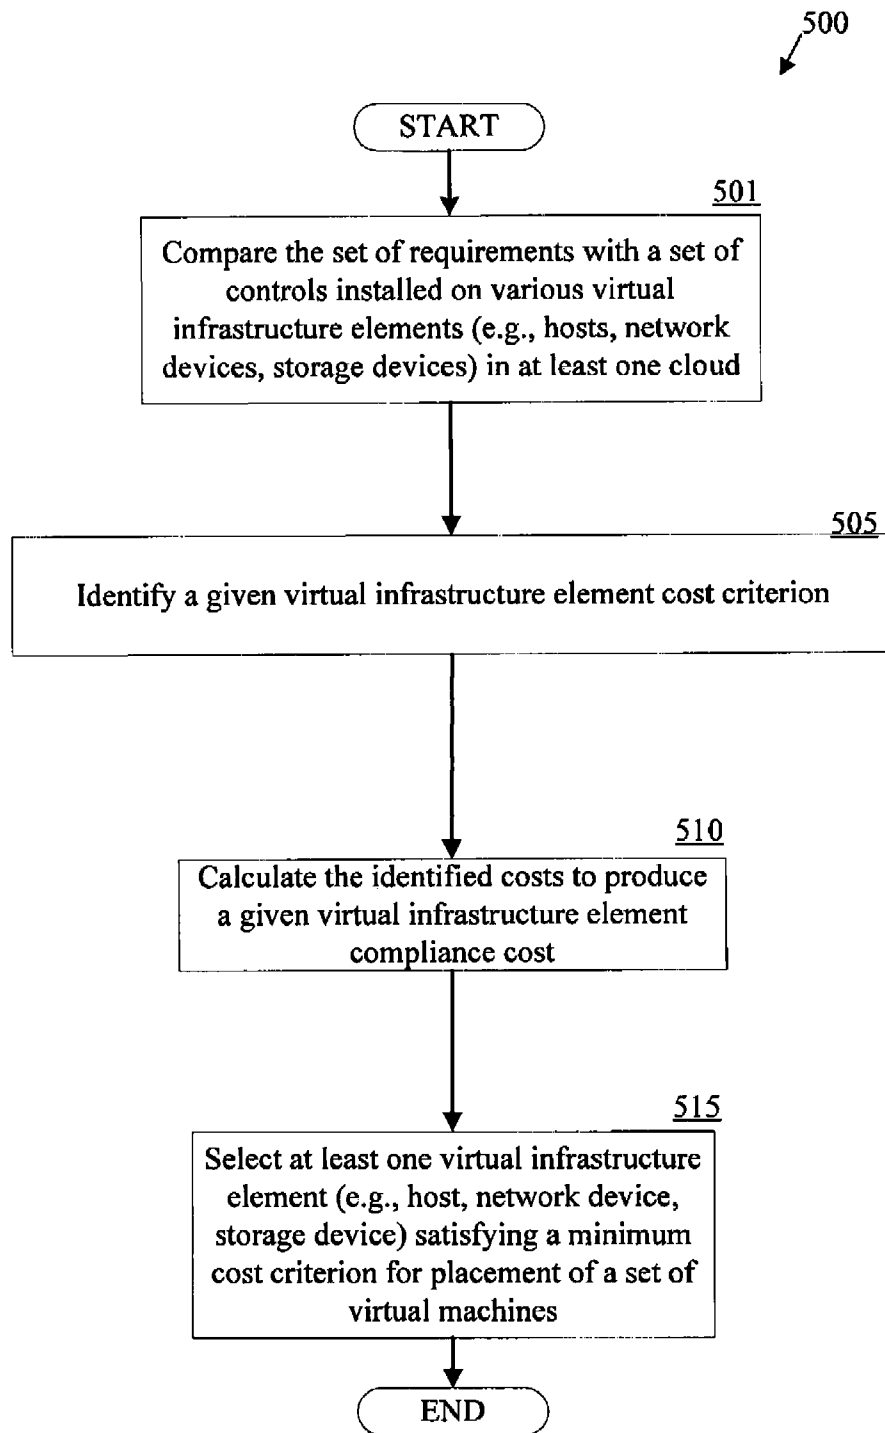 500
START
501
Compare the set of requirements with a set of
controls installed on various virtual
infrastructure elements (e.g., hosts, network
devices, storage devices) in at least one cloud
505
Identify a given virtual infrastructure element cost criterion
510
Calculate the identified costs to produce
a given virtual infrastructure element
compliance cost
515
Select at least one virtual infrastructure
element (e.g., host, network device,
storage device) satisfying a minimum
cost criterion for placement of a set of
virtual machines
END